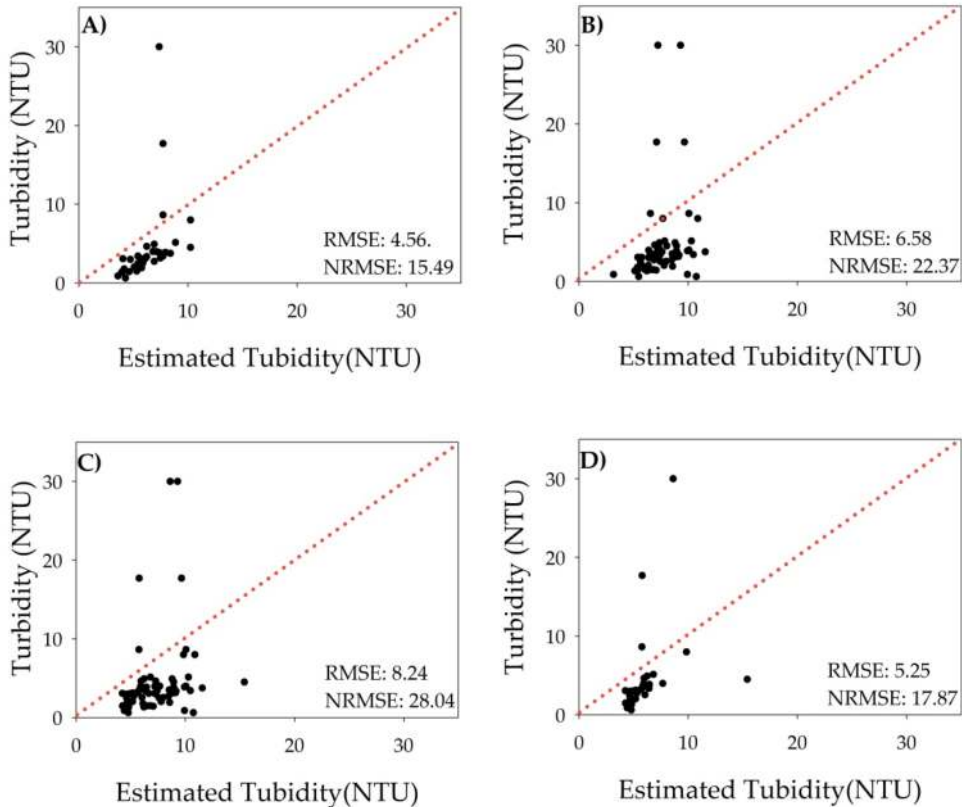 A)
Turbidity (NTU)
30
20
10
0
RMSE: 4.56.
NRMSE: 15.49
0 10 20 30
Estimated Tubidity(NTU)
B)
Turbidity (NTU)
30
20
10
0
RMSE: 6.58
NRMSE: 22.37
0 10 20 30
Estimated Tubidity(NTU)
C)
Turbidity (NTU)
30
20
10
0
RMSE: 8.24
NRMSE: 28.04
0 10 20 30
Estimated Tubidity(NTU)
D)
Turbidity (NTU)
30
20
10
0
RMSE: 5.25
NRMSE: 17.87
0 10 20 30
Estimated Tubidity(NTU)